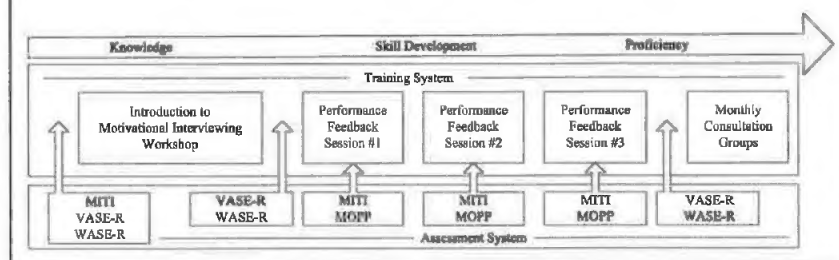 Knowledge Skill Development Proficiency
Training System
Introduction to
Motivational Interviewing
Workshop
Performance
Feedback
Session #1
Performance
Feedback
Session #2
Performance
Feedback
Session #3
Monthly
Consultation
Groups
MITI
VASE-R
WASE-R
VASE-R
WASE-R
MITI
MOPP
MITI
MOPP
MITI
MOPP
VASE-R
WASE-R
Assessment System